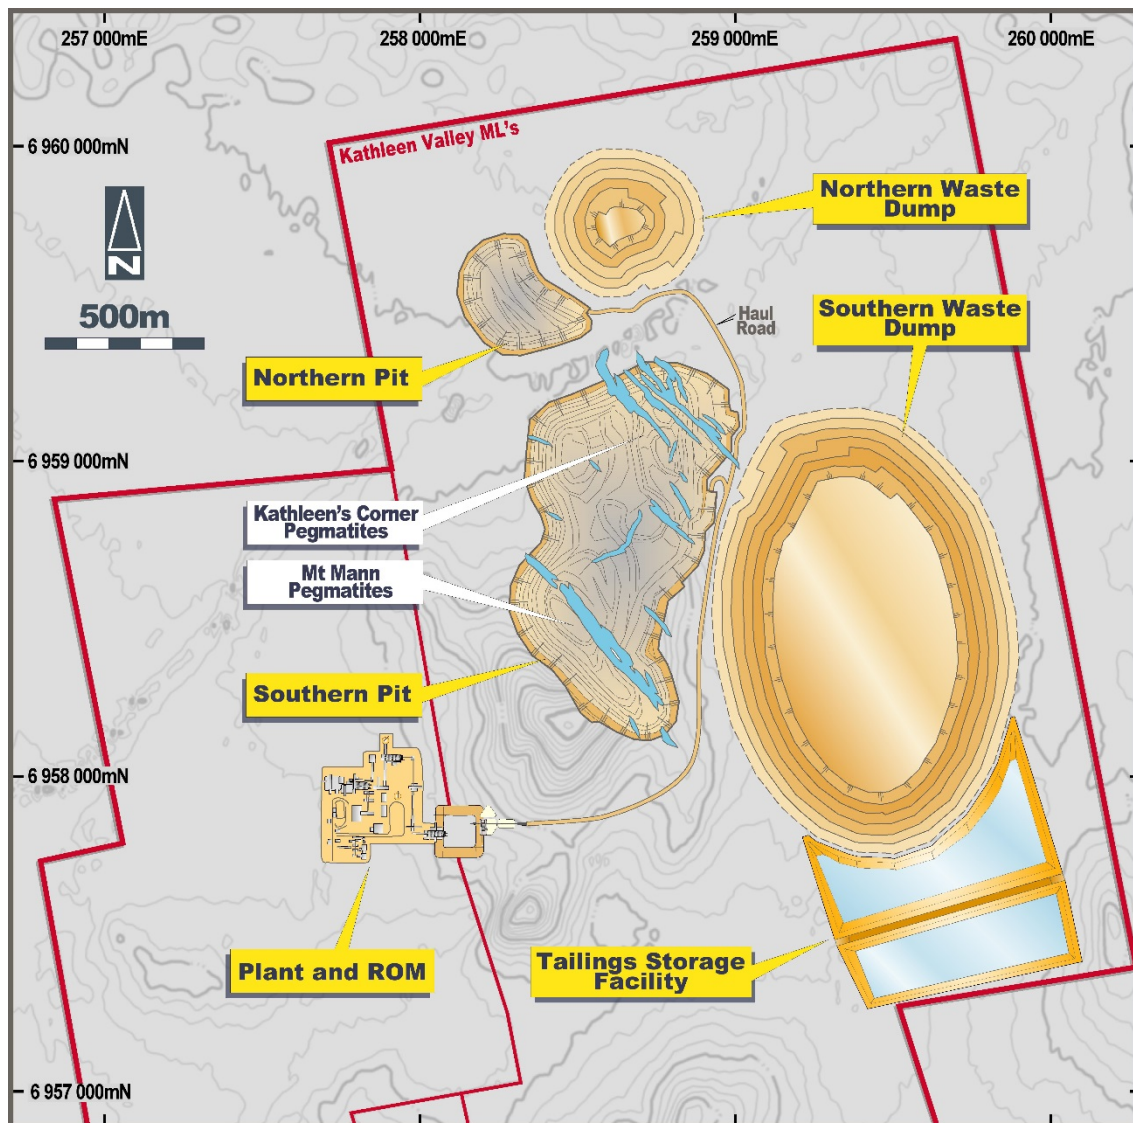 257 000mE
258 000mE
259 000mE
260 000mE
6 960 000mN
Kathleen Valley ML's
Northern Waste
Dump
N
500m
Haul
Road
Southern Waste
Dump
Northern Pit
6 959 000mN
Kathleen's Corner
Pegmatites
Mt Mann
Pegmatites
Southern Pit
6 958 000mN
Plant and ROM
Tailings Storage
Facility
6 957 000mN